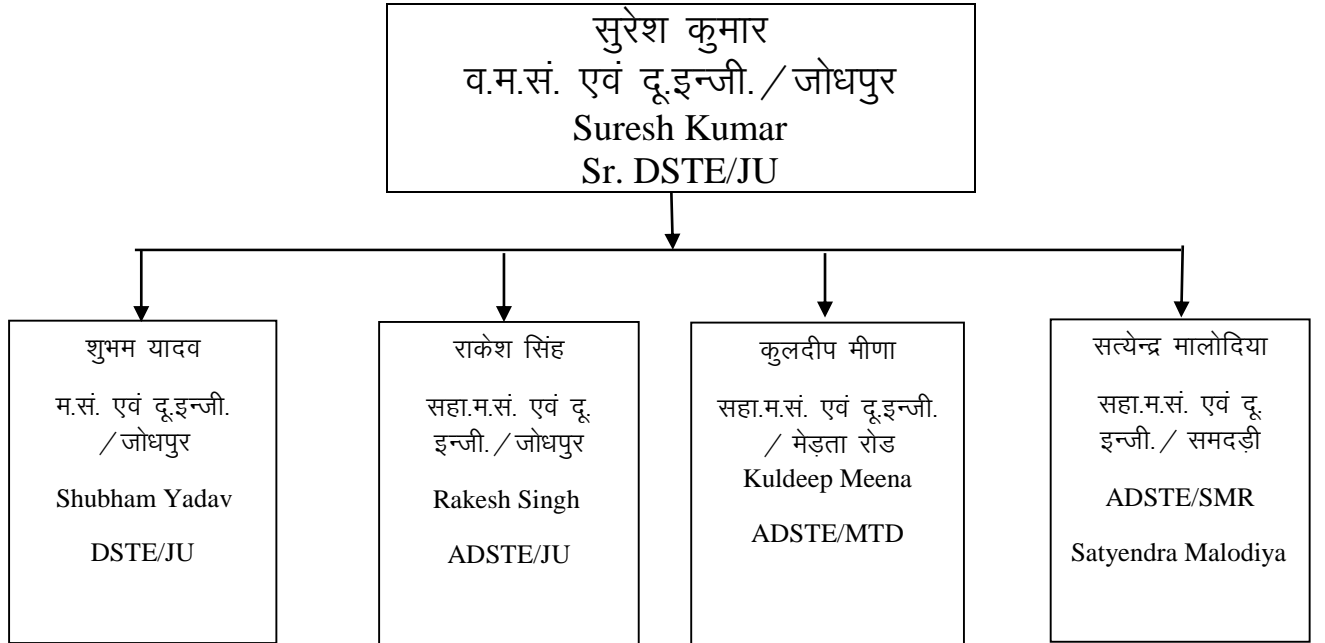 सुरेश कुमार
व.म.सं. एवं दू.इन्जी. / जोधपुर
Suresh Kumar
Sr. DSTE/JU
शुभम यादव
म.सं. एवं दू.इन्जी.
/ जोधपुर
Shubham Yadav
DSTE/JU
राकेश सिंह
सहा.म.सं. एवं दू.
इन्जी. / जोधपुर
Rakesh Singh
ADSTE/JU
कुलदीप मीणा
सहा.म.सं. एवं दू.इन्जी.
/ मेड़ता रोड
Kuldeep Meena
ADSTE/MTD
सत्येन्द्र मालोदिया
सहा.म.सं. एवं दू.
इन्जी. / समदड़ी
ADSTE/SMR
Satyendra Malodiya